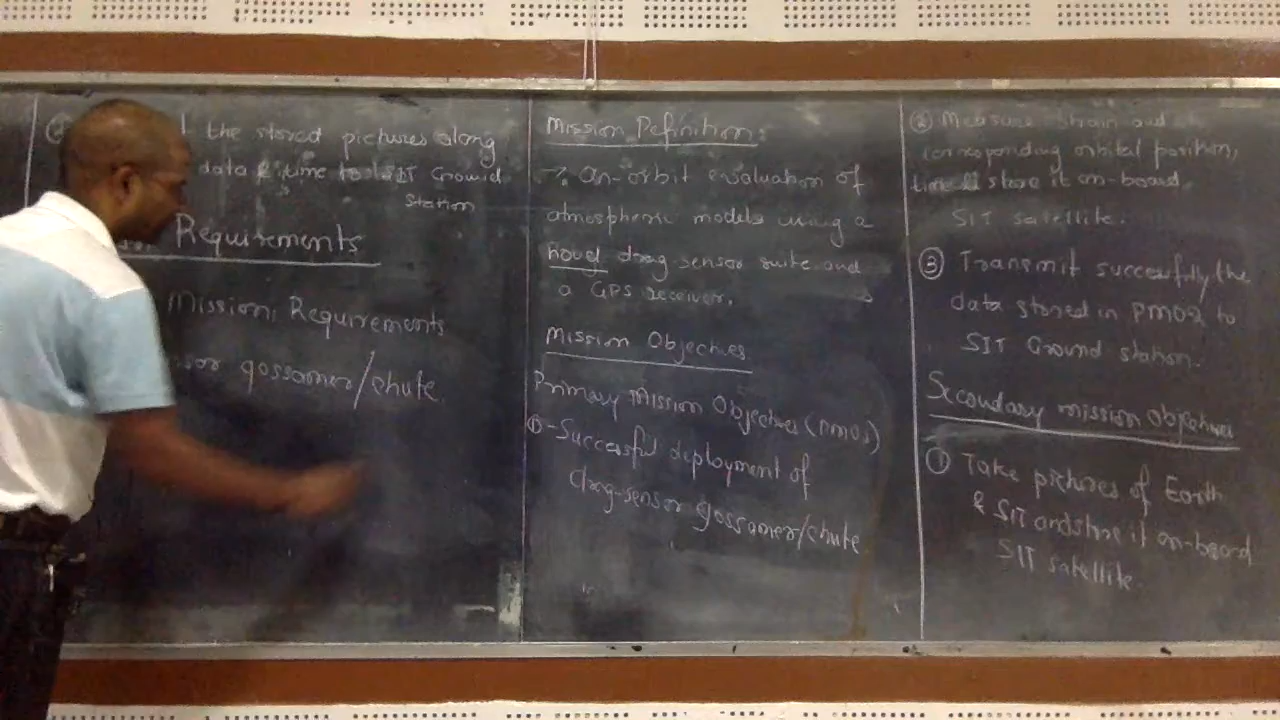 Mission Definition:
On-orbit evaluation of
atmospheric models using a
novel drag sensor suite and
a GPS receiver.
Mission Objectives
Primary Mission Objectives (PMOs)
① - Successful deployment of
drag-sensor gossamer/chute
② Measure strain and
corresponding orbital position,
time & store it on-board
SIT satellite.
③ Transmit successfully the
data stored in PMO2 to
SIT Ground station.
Secondary mission objectives
① Take pictures of Earth
& SIT and store it on-board
SIT satellite.
the stored pictures along
data & time to SIT Ground
Station
Requirements
Mission Requirements
gossamer/chute